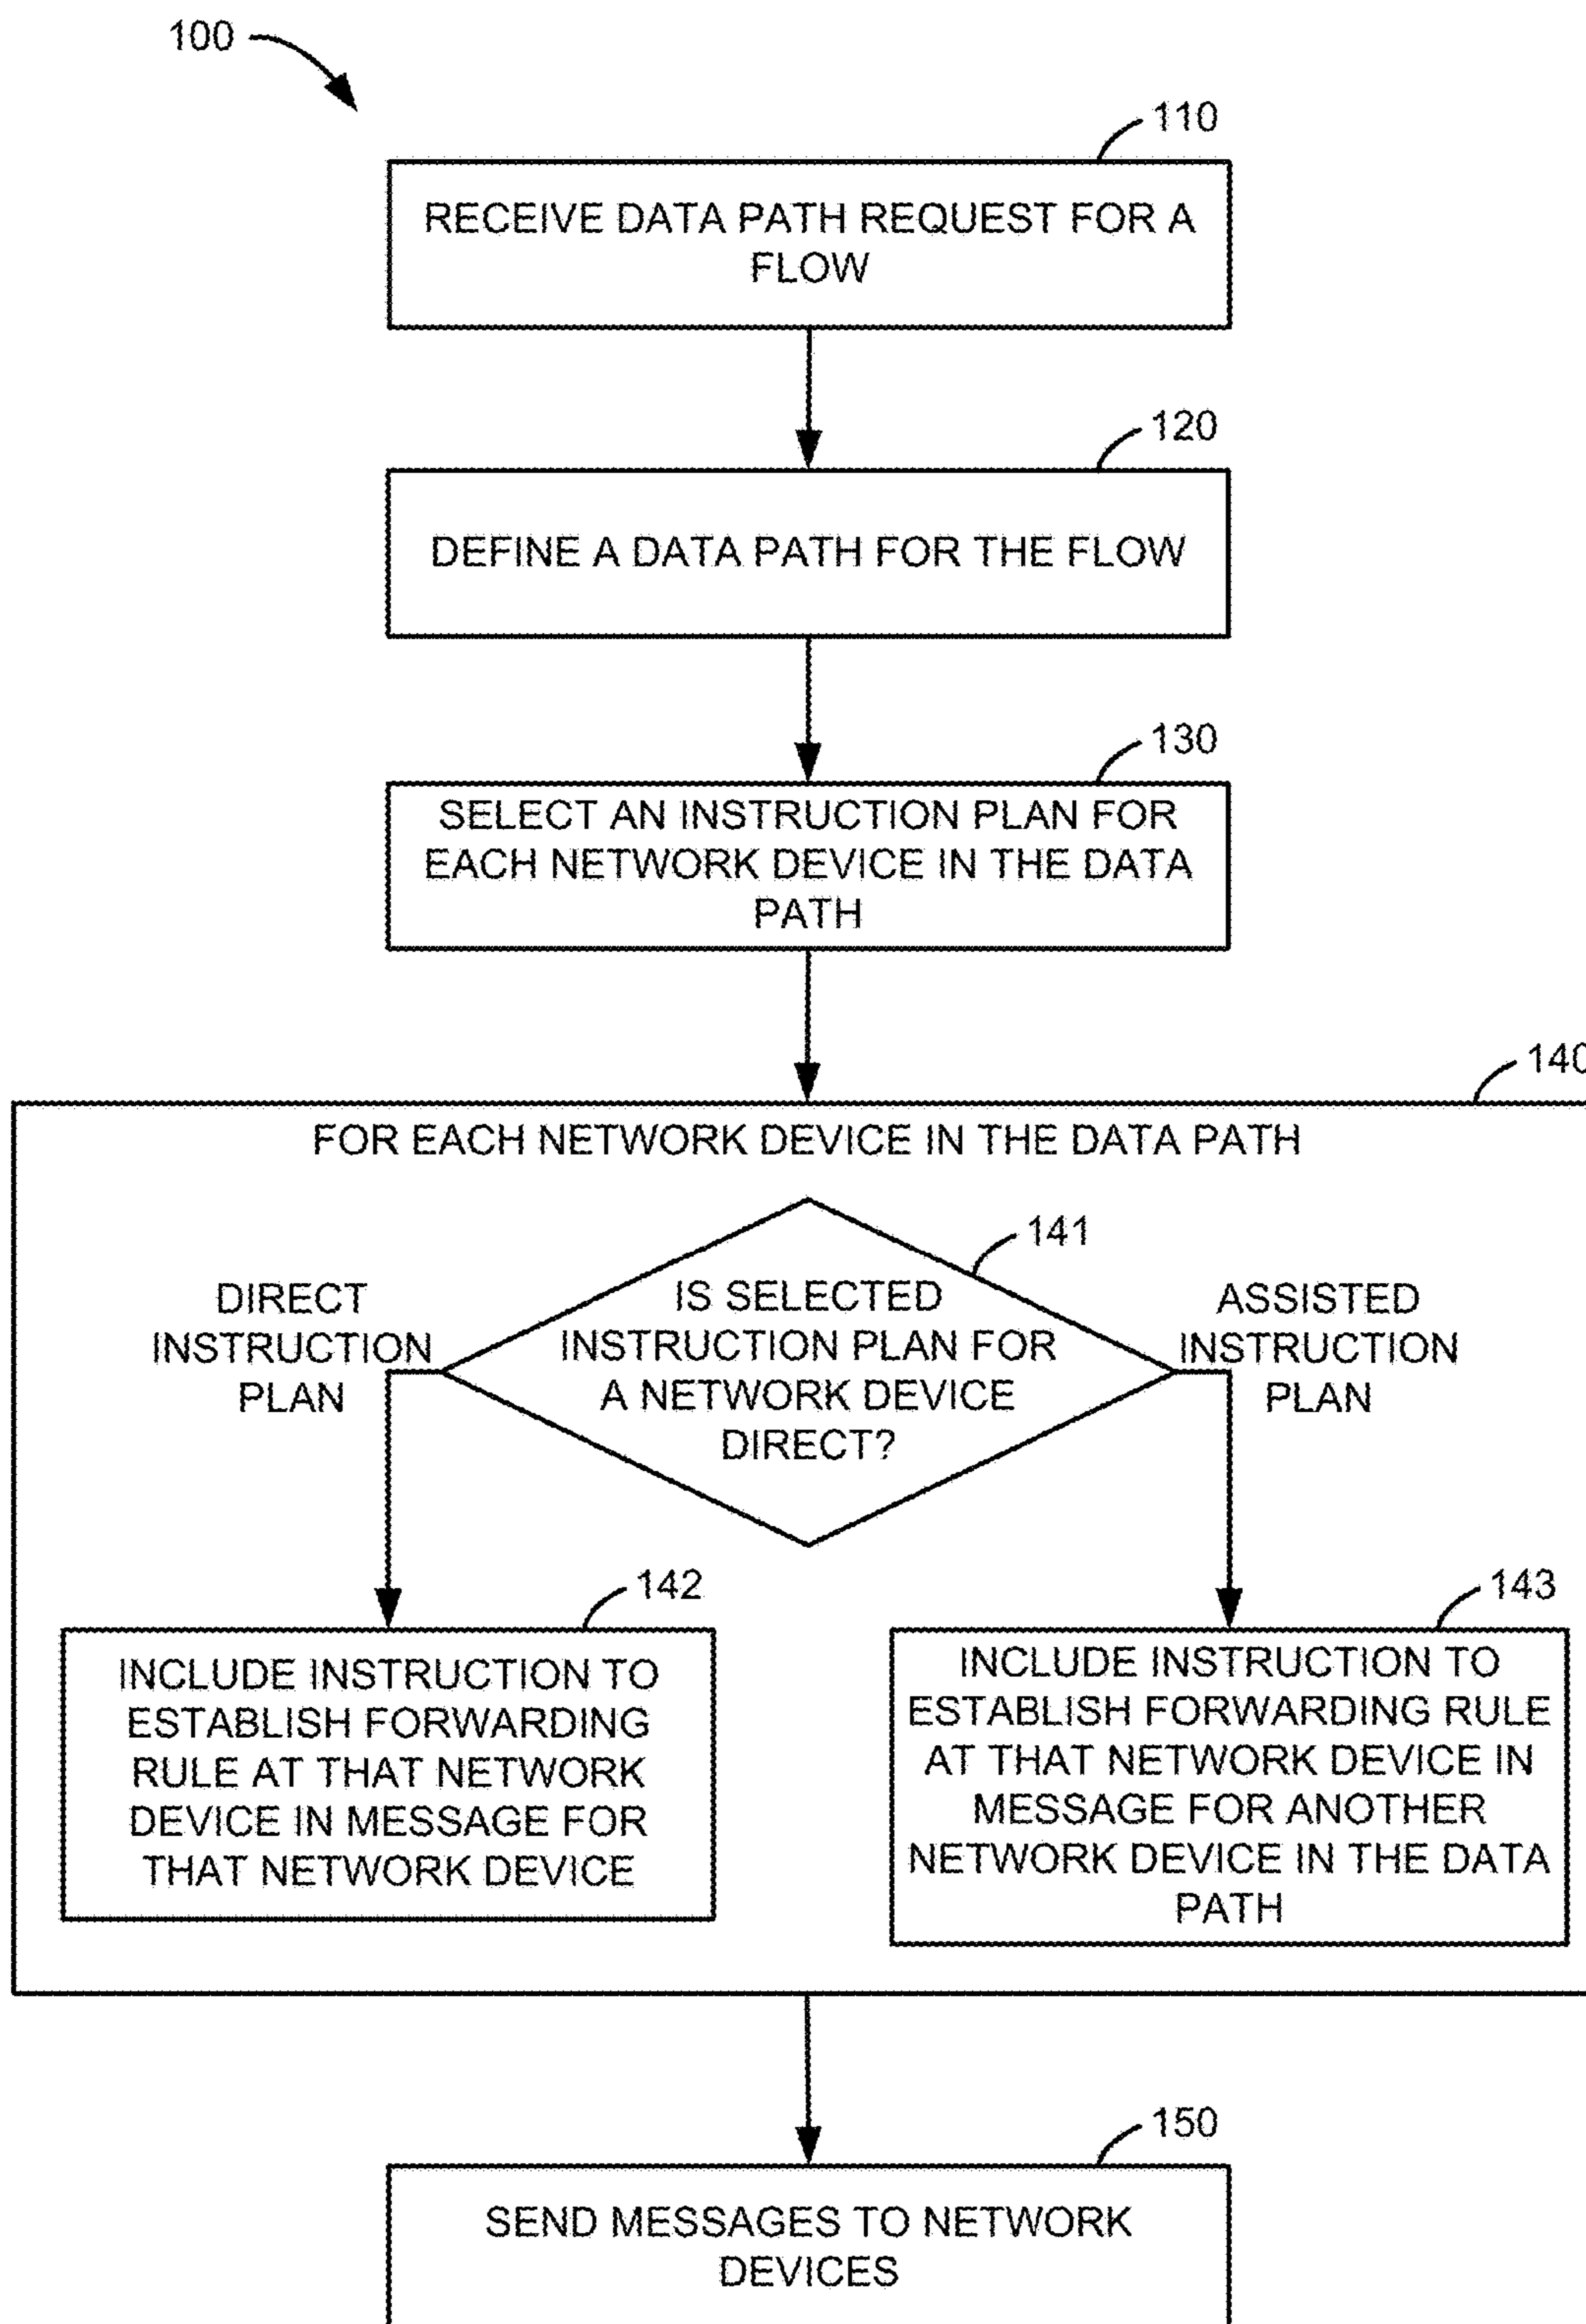 100
110
RECEIVE DATA PATH REQUEST FOR A
FLOW
120
DEFINE A DATA PATH FOR THE FLOW
130
SELECT AN INSTRUCTION PLAN FOR
EACH NETWORK DEVICE IN THE DATA
PATH
140
FOR EACH NETWORK DEVICE IN THE DATA PATH
141
DIRECT
INSTRUCTION
PLAN
IS SELECTED
INSTRUCTION PLAN FOR
A NETWORK DEVICE
DIRECT?
ASSISTED
INSTRUCTION
PLAN
142
INCLUDE INSTRUCTION TO
ESTABLISH FORWARDING
RULE AT THAT NETWORK
DEVICE IN MESSAGE FOR
THAT NETWORK DEVICE
143
INCLUDE INSTRUCTION TO
ESTABLISH FORWARDING RULE
AT THAT NETWORK DEVICE IN
MESSAGE FOR ANOTHER
NETWORK DEVICE IN THE DATA
PATH
150
SEND MESSAGES TO NETWORK
DEVICES